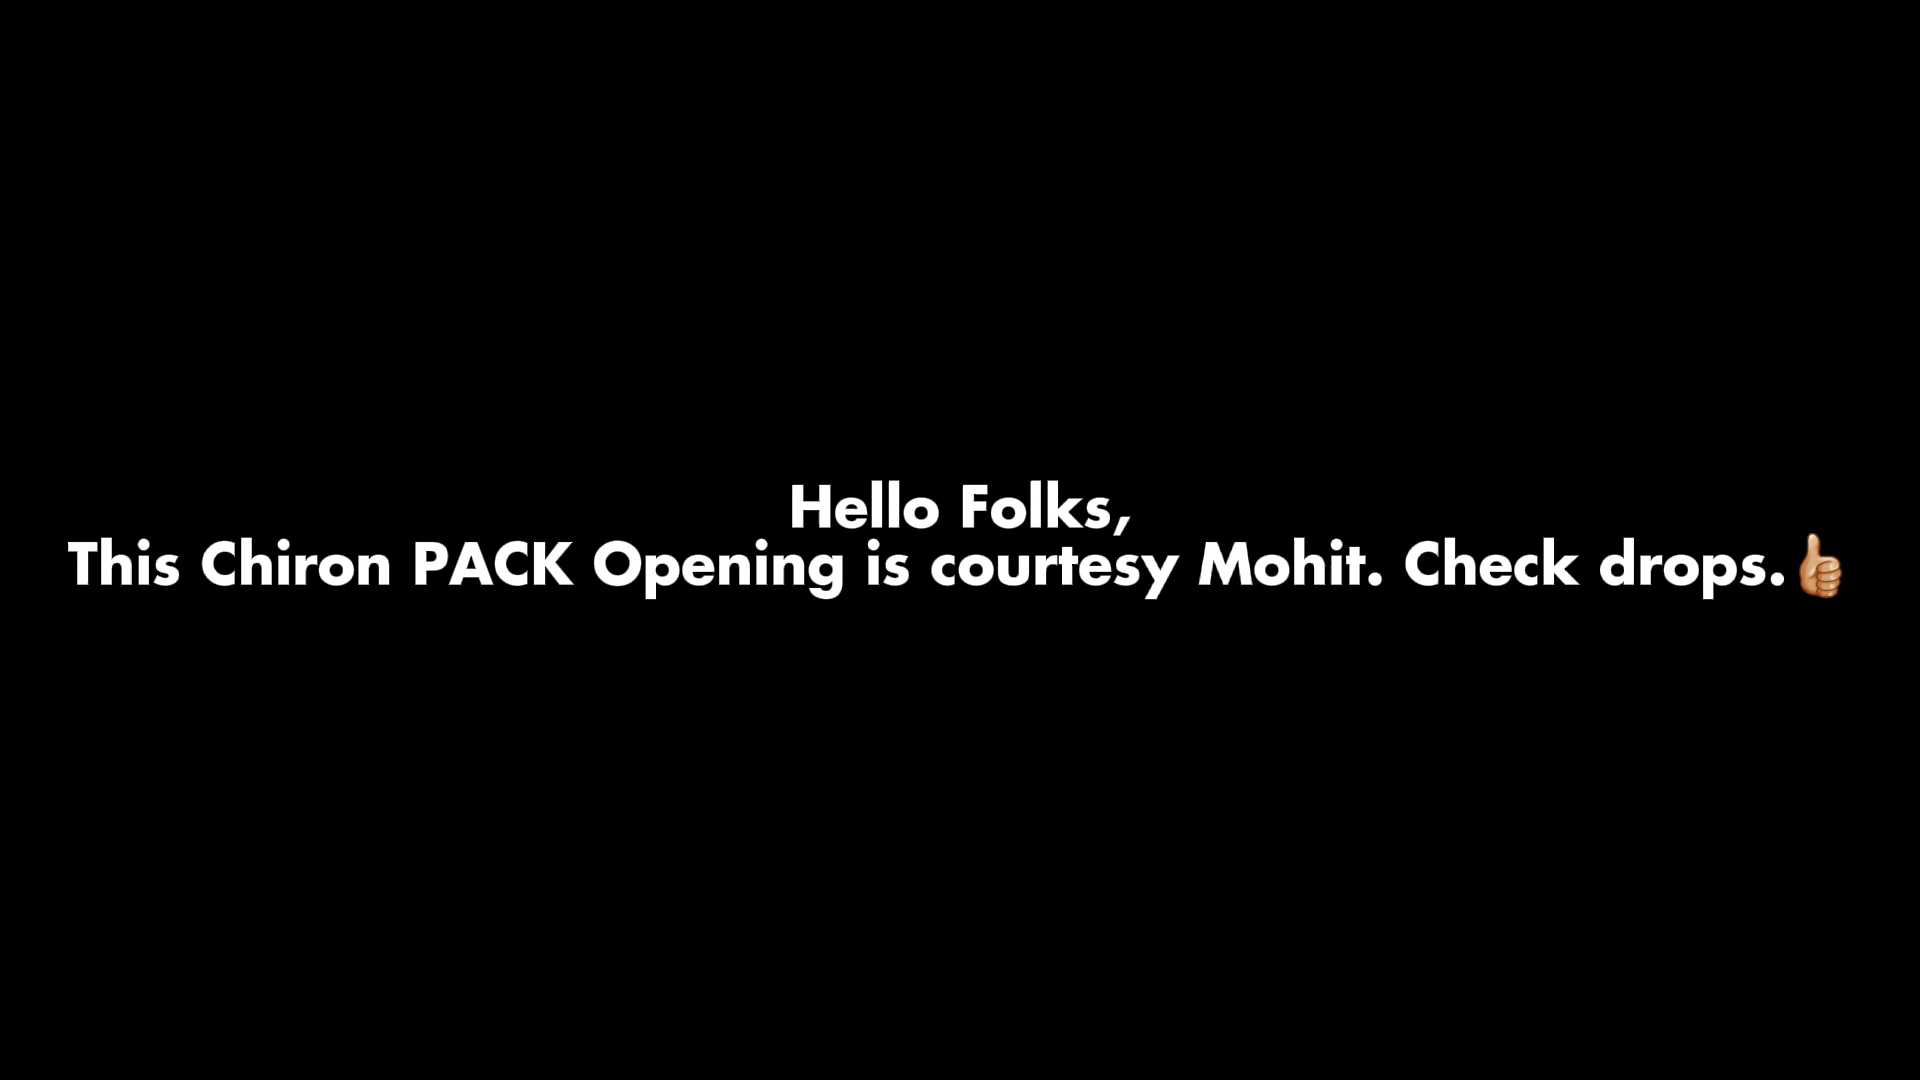 Hello Folks,
This Chiron PACK Opening is courtesy Mohit. Check drops.👍🏼